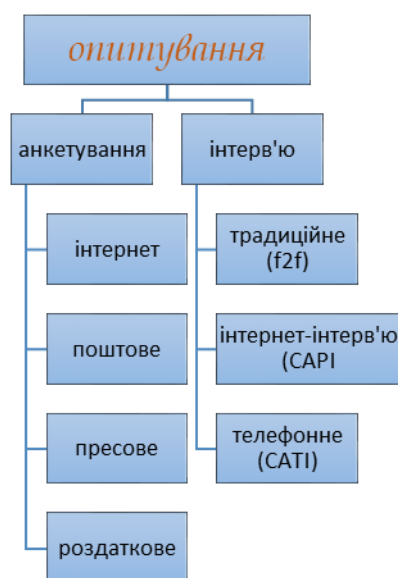 опитування
анкетування
інтерв'ю
інтернет
традиційне
(f2f)
поштове
інтернет-інтерв'ю
(CAPI
пресове
телефонне
(CATI)
роздаткове